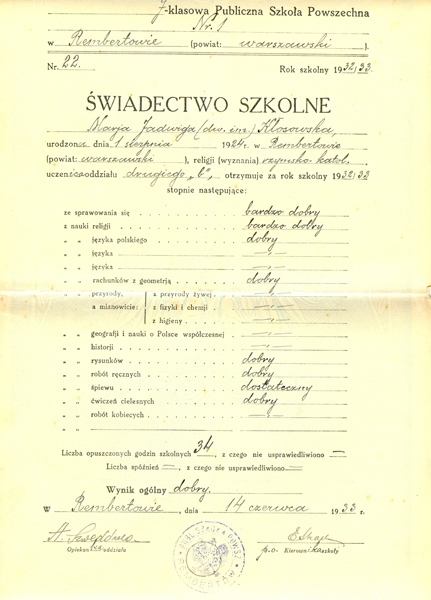 7-klasowa Publiczna Szkoła Powszechna
Nr. 1
w Rembertowie (powiat: warszawski ).
Nr. 22. Rok szkolny 1932/33.
ŚWIADECTWO SZKOLNE
Marja Jadwiga (dw. im.) Kłosowska,
urodzona dnia 1 sierpnia 1924 r. w Rembertowie
(powiat: warszawski ), religji (wyznania) rzymsko-katol.
uczenica oddziału drugiego „b", otrzymuje za rok szkolny 1932/33
stopnie następujące:
ze sprawowania się bardzo dobry
z nauki religji bardzo dobry
„ „ języka polskiego dobry
„ „ języka —„—
„ „ języka —„—
„ „ rachunków z geometrją dobry
„ „ przyrody, z przyrody żywej —„—
a mianowicie: z fizyki i chemji —„—
z higjeny —„—
„ „ geografji i nauki o Polsce współczesnej —„—
„ „ historji —„—
„ „ rysunków dobry
„ „ robót ręcznych dobry
„ „ śpiewu dostateczny
„ „ ćwiczeń cielesnych dobry
„ „ robót kobiecych —„—
Liczba opuszczonych godzin szkolnych 34, z czego nie usprawiedliwiono —
Liczba spóźnień —, z czego nie usprawiedliwiono —
Wynik ogólny dobry.
W Rembertowie, dnia 14 czerwca 1933 r.
Opiekun ka oddziału p.o. Kierownika szkoły